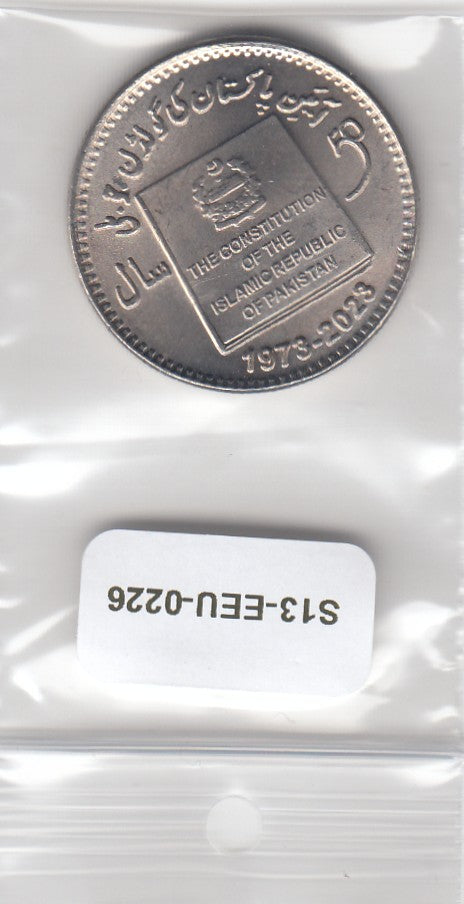 آئین پاکستان کی گولڈن جوبلی
۵۰
سال
THE CONSTITUTION
OF THE
ISLAMIC REPUBLIC
OF PAKISTAN
1973-2023
S13-EEU-0226